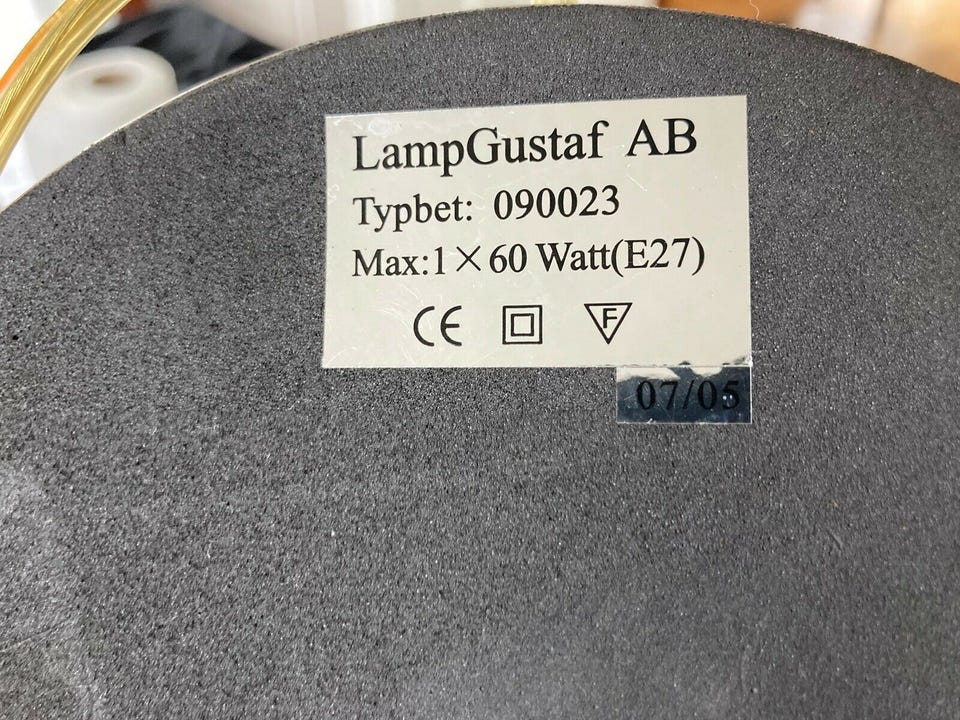 LampGustaf AB
Typbet: 090023
Max:1×60 Watt(E27)
CE F
07/05